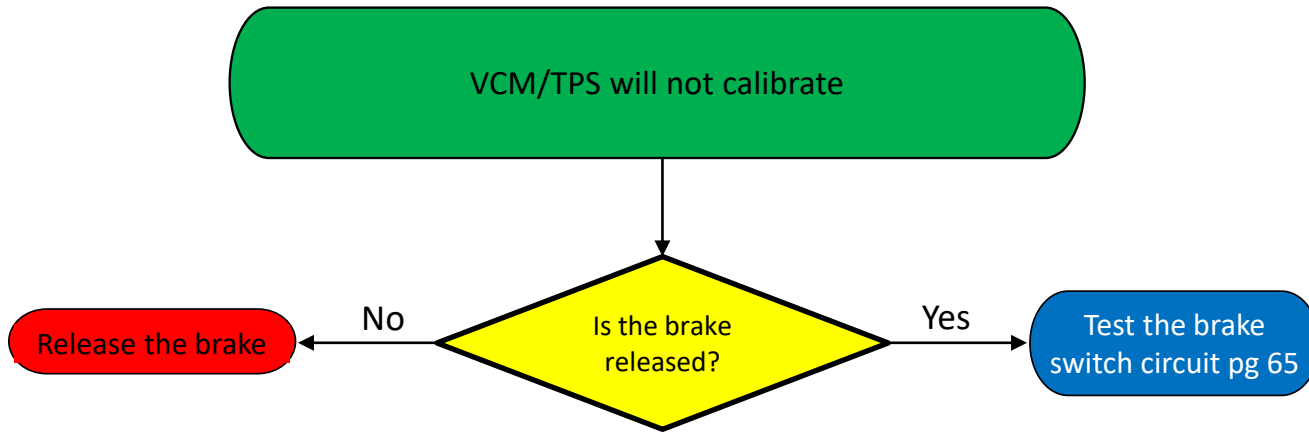 VCM/TPS will not calibrate
No
Yes
Release the brake
Is the brake
released?
Test the brake
switch circuit pg 65